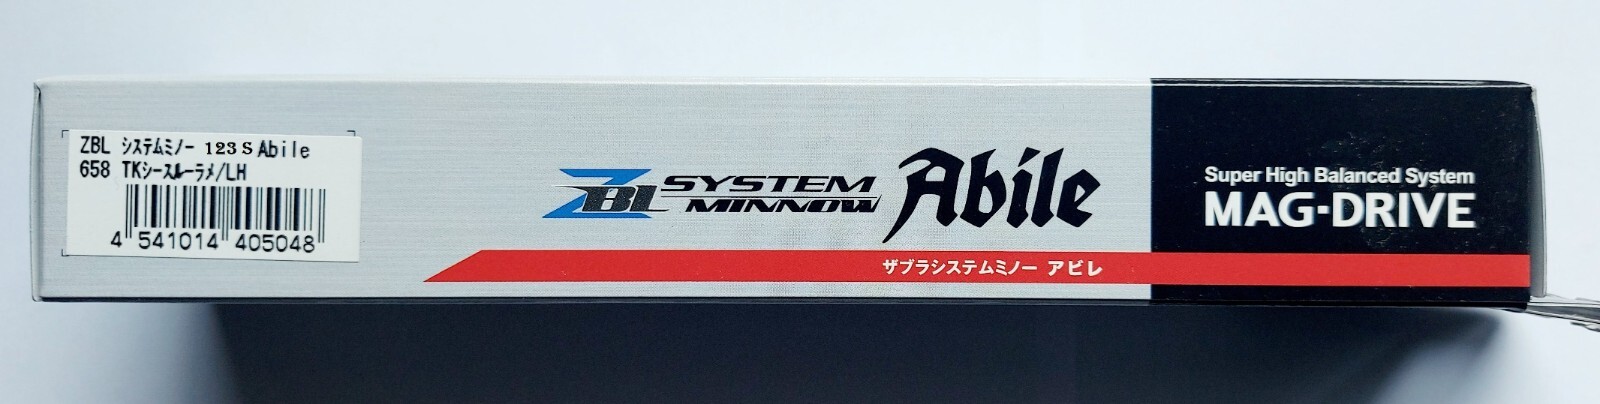 ZBL ｼｽﾃﾑﾐﾉｰ 123 S Abile
658 TKｼｰｽﾙｰﾗﾒ/LH
4 541014 405048
ZBL SYSTEM MINNOW Abile
ザブラシステムミノー アビレ
Super High Balanced System
MAG-DRIVE